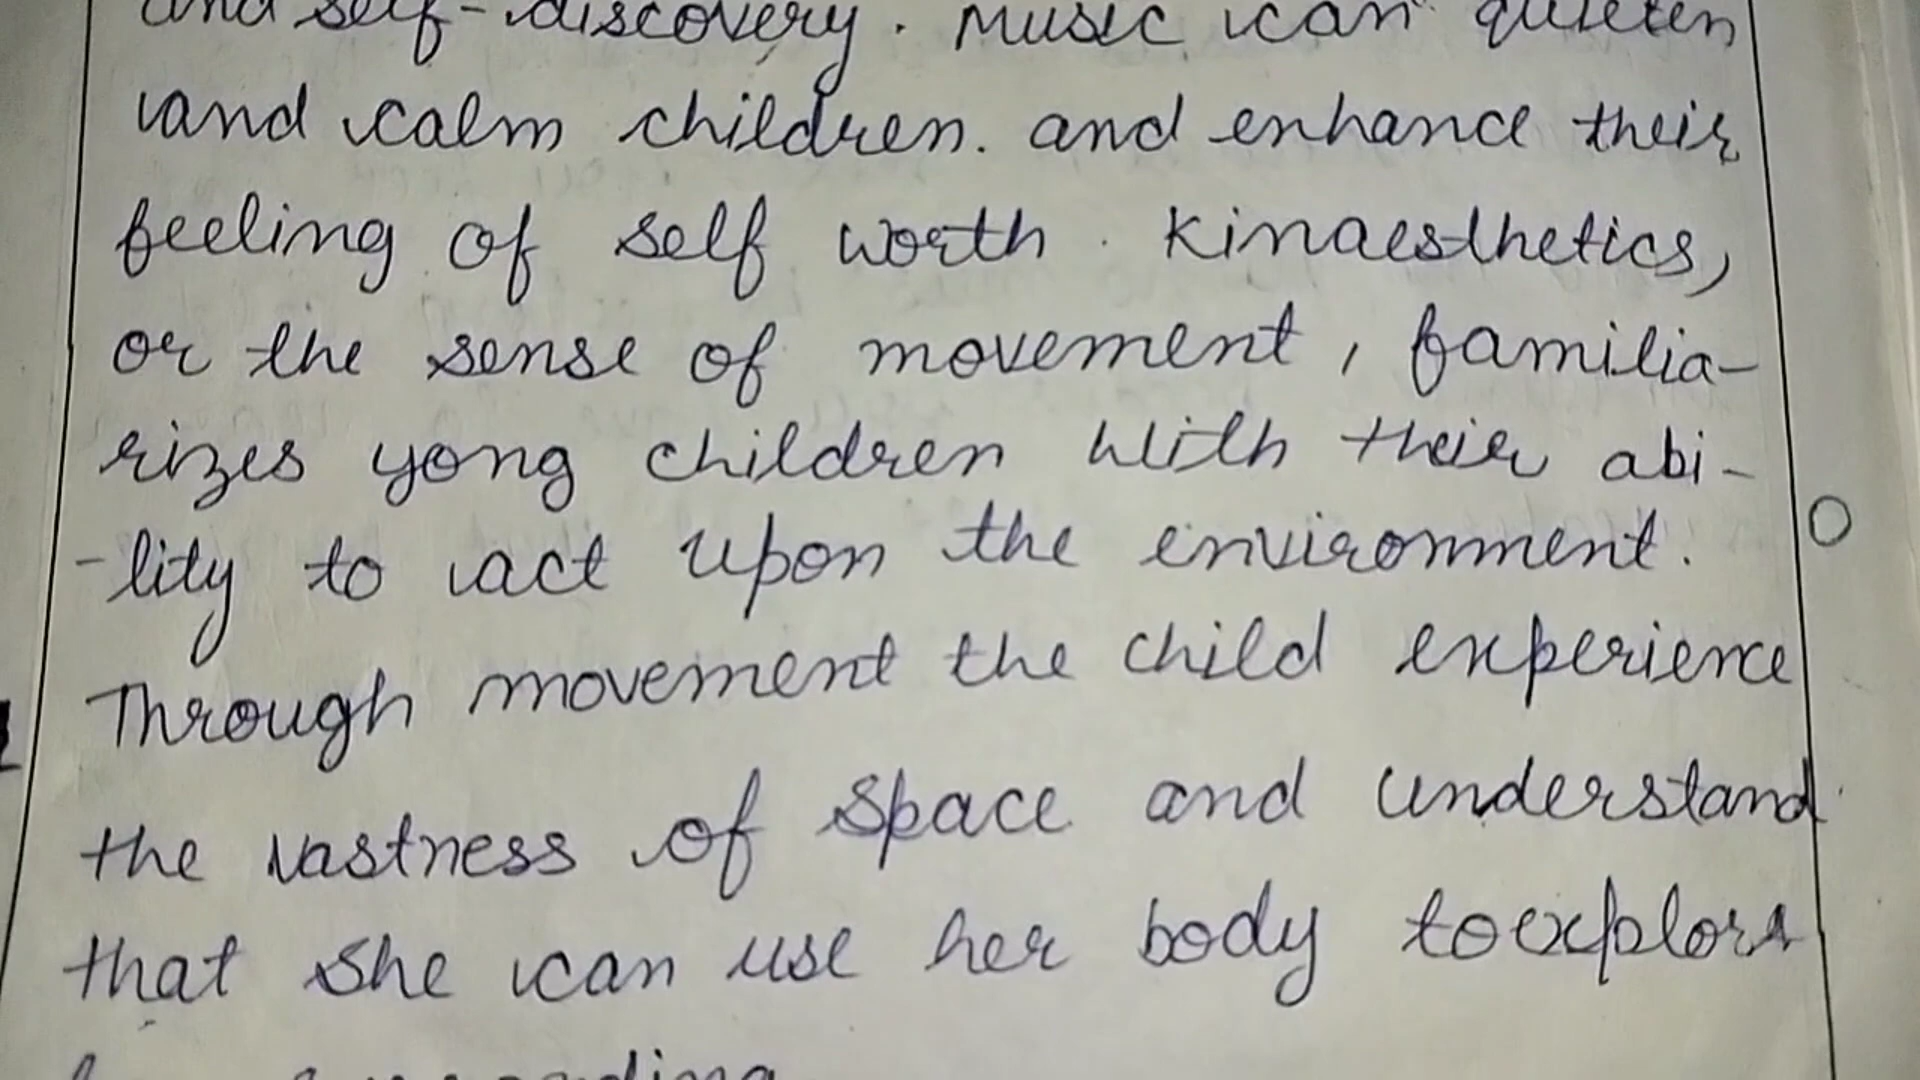 and self-discovery. Music can quieten
and calm children. and enhance their
feeling of self worth. Kinaesthetics,
or the sense of movement, familia-
rizes yong children with their abi-
-lity to act upon the environment.
Through movement the child experience
the vastness of space and understand
that she can use her body to explore